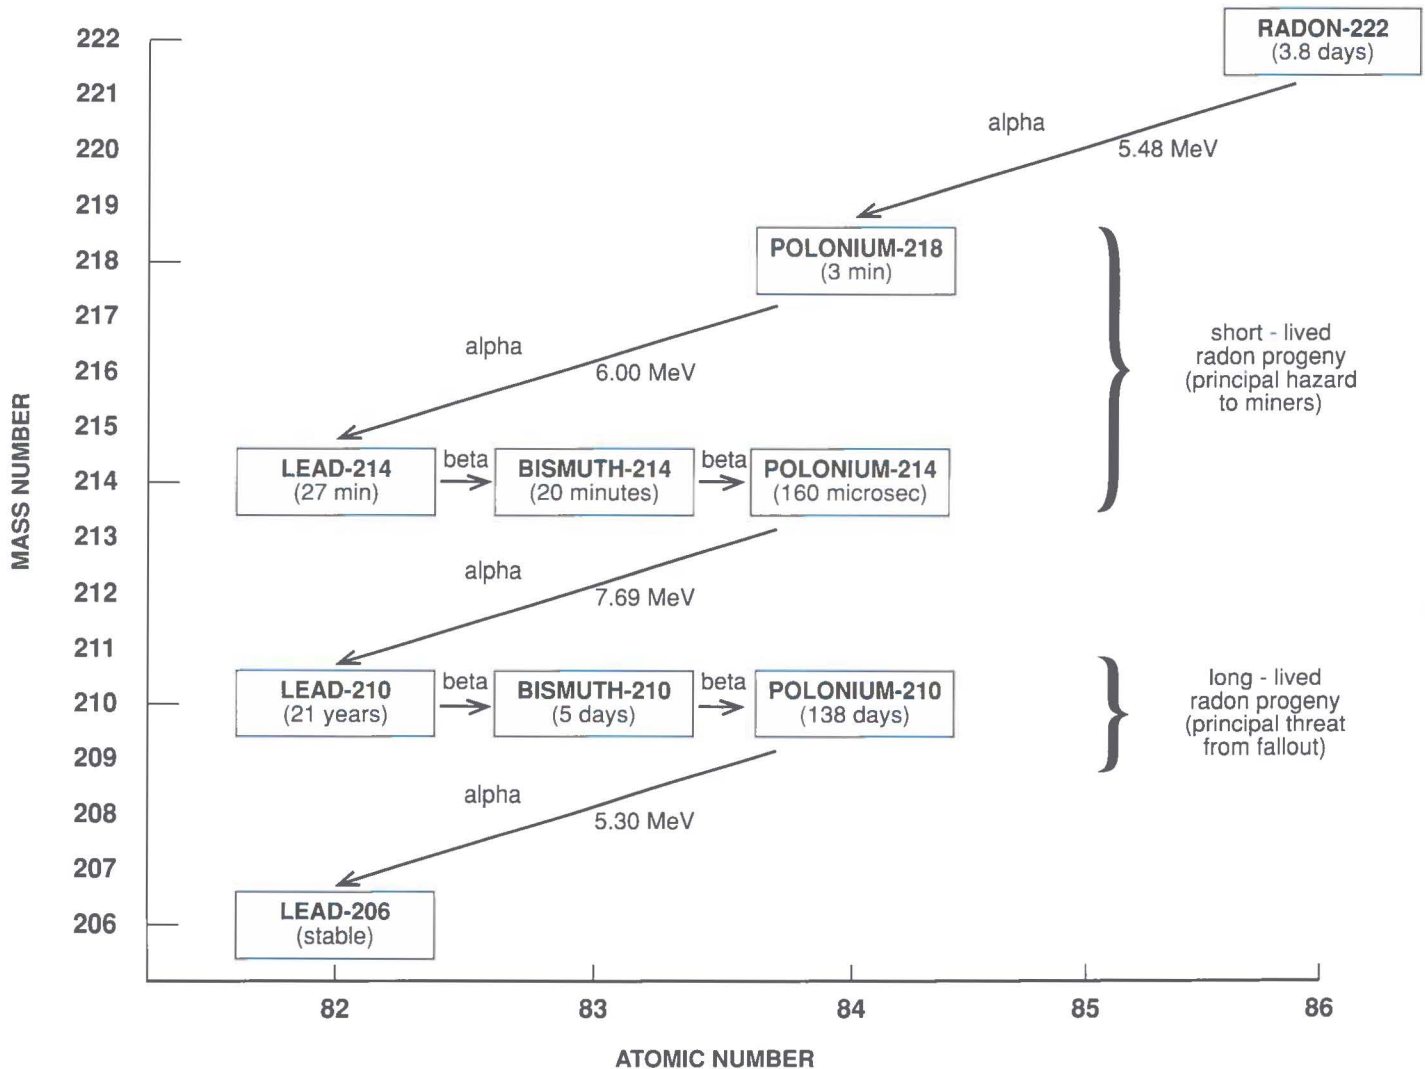 222
221
220
219
218
217
216
215
214
213
212
211
210
209
208
207
206
MASS NUMBER
RADON-222
(3.8 days)
alpha
5.48 MeV
POLONIUM-218
(3 min)
alpha
6.00 MeV
short - lived
radon progeny
(principal hazard
to miners)
LEAD-214
(27 min)
beta
BISMUTH-214
(20 minutes)
beta
POLONIUM-214
(160 microsec)
alpha
7.69 MeV
LEAD-210
(21 years)
beta
BISMUTH-210
(5 days)
beta
POLONIUM-210
(138 days)
long - lived
radon progeny
(principal threat
from fallout)
alpha
5.30 MeV
LEAD-206
(stable)
82
83
84
85
86
ATOMIC NUMBER